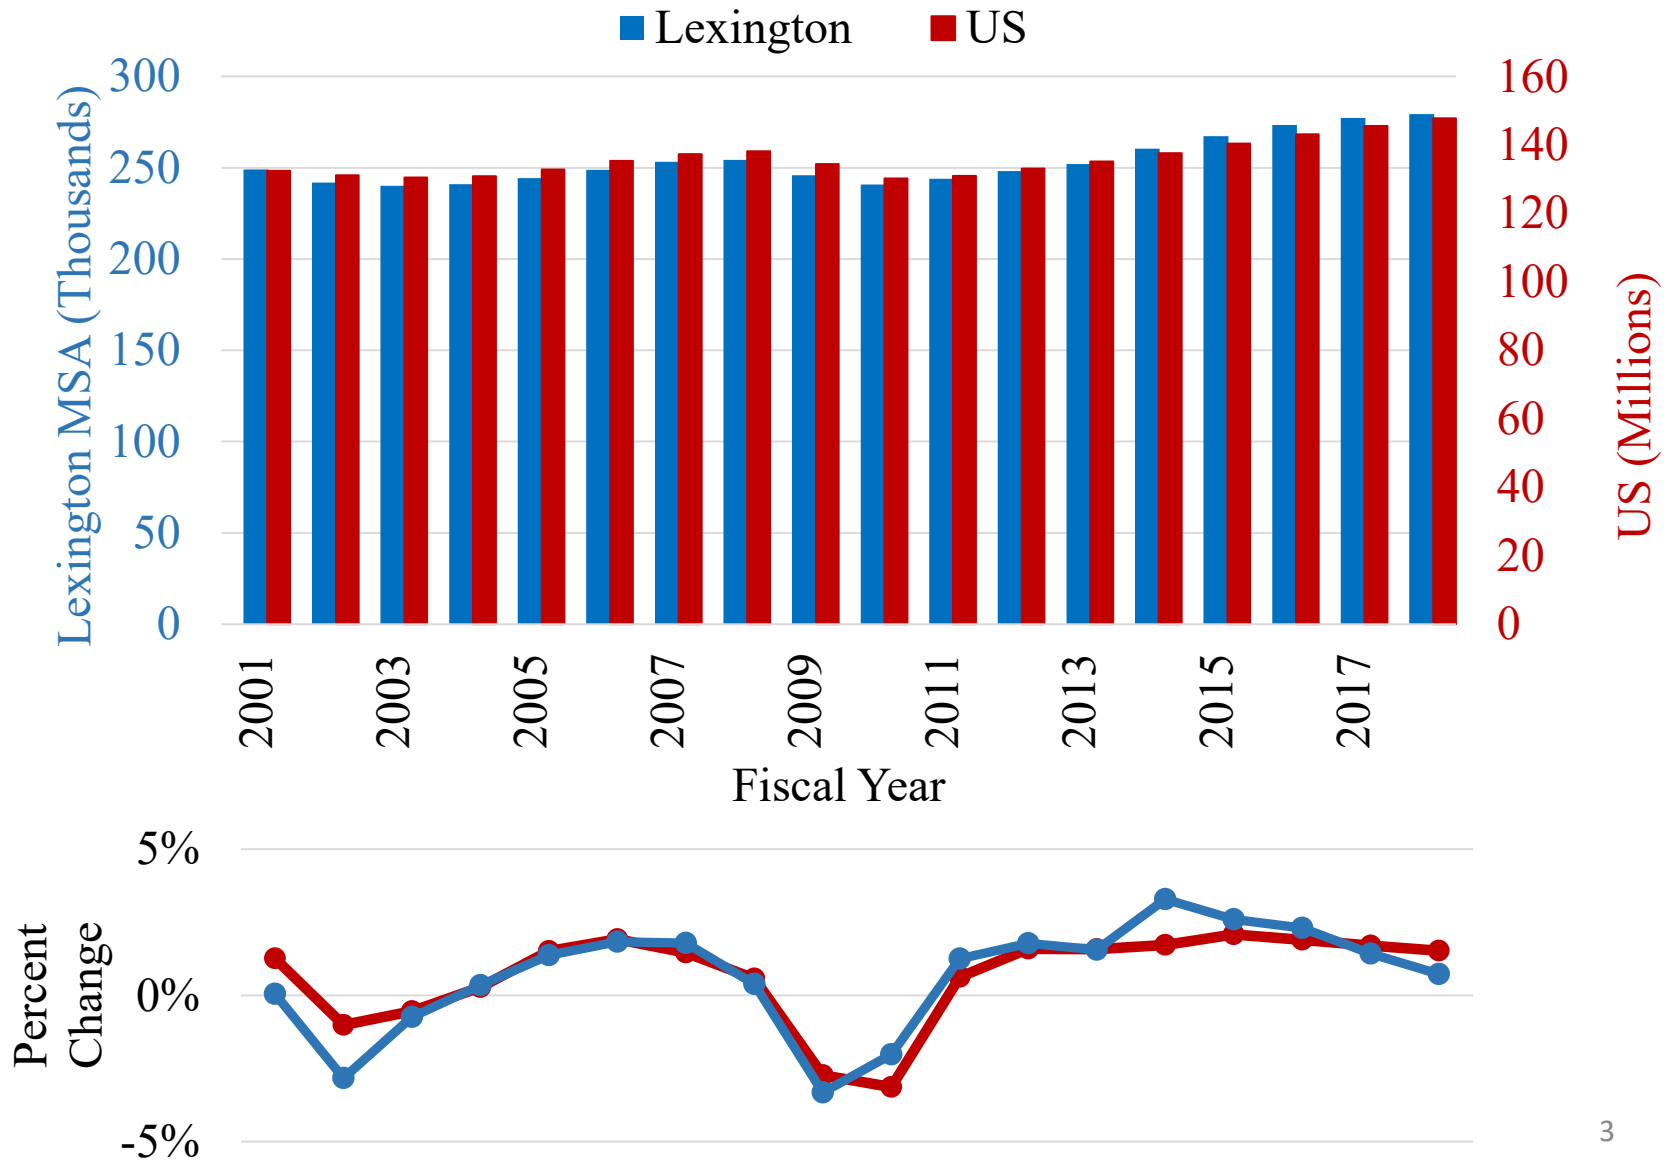 Lexington US
300
250
200
150
100
50
0
Lexington MSA (Thousands)
160
140
120
100
80
60
40
20
0
US (Millions)
2001 2003 2005 2007 2009 2011 2013 2015 2017
Fiscal Year
5%
0%
-5%
Percent
Change
3